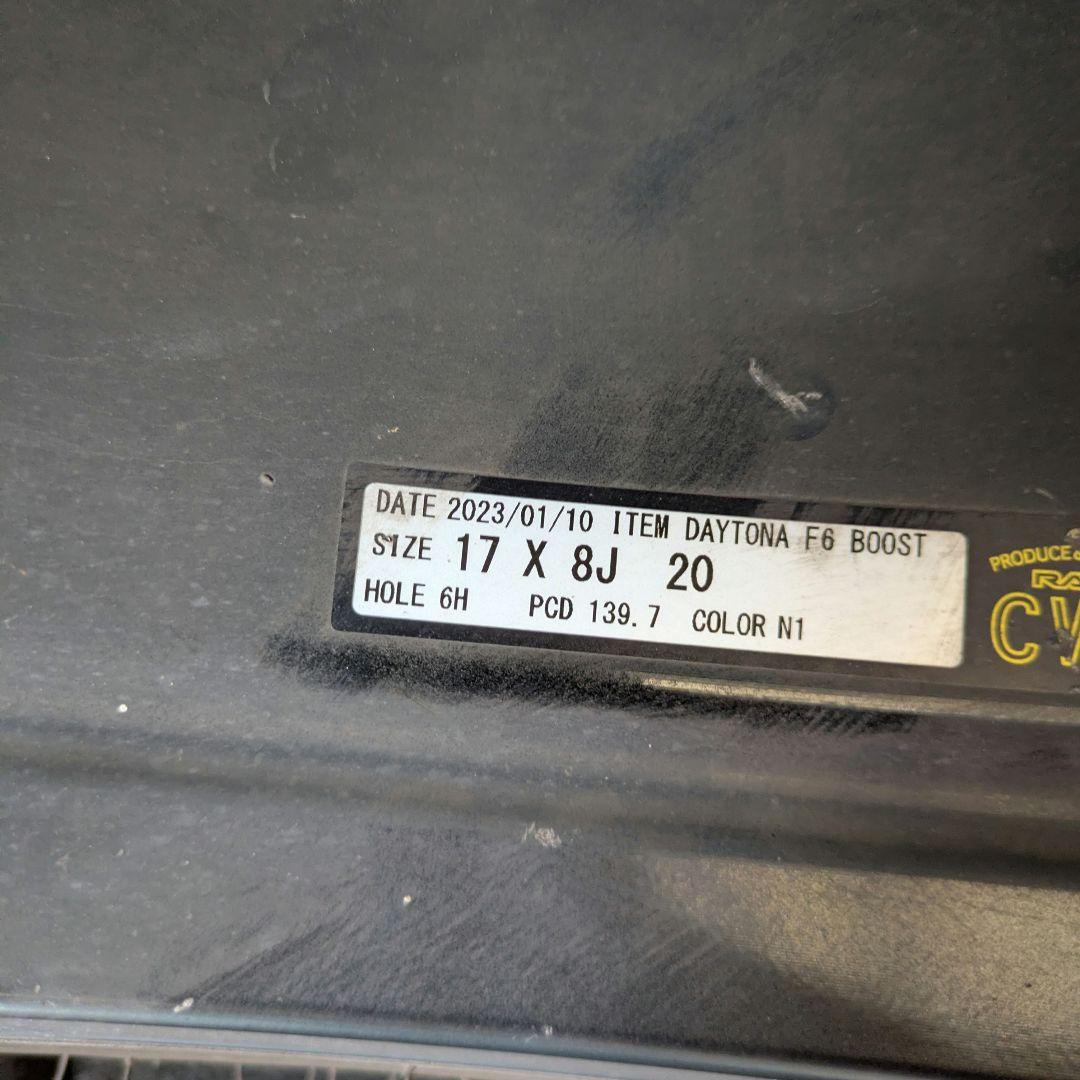 DATE 2023/01/10 ITEM DAYTONA F6 BOOST
SIZE 17 X 8J 20
HOLE 6H PCD 139.7 COLOR N1
PRODUCE